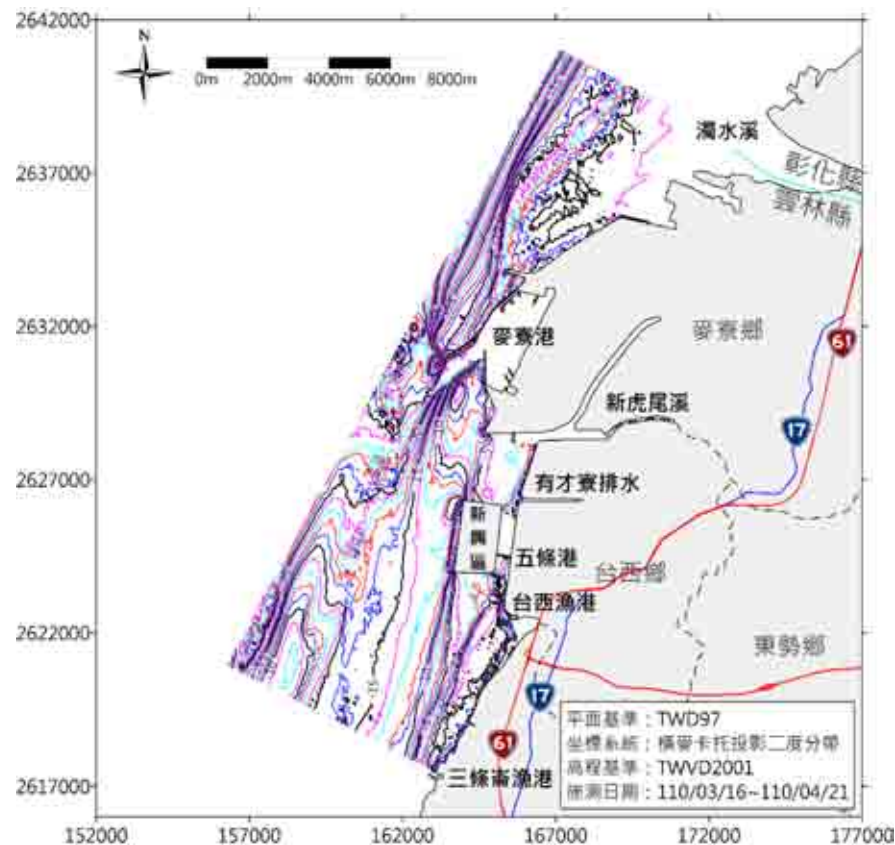 2642000
N
0m 2000m 4000m 6000m 8000m
濁水溪
2637000
彰化縣
雲林縣
2632000
麥寮港
麥寮鄉
61
新虎尾溪
17
2627000
有才寮排水
新興區
五條港
台西鄉
台西漁港
2622000
東勢鄉
17
平面基準：TWD97
坐標系統：橫麥卡托投影二度分帶
高程基準：TWVD2001
施測日期：110/03/16~110/04/21
61
三條崙漁港
2617000
152000 157000 162000 167000 172000 177000